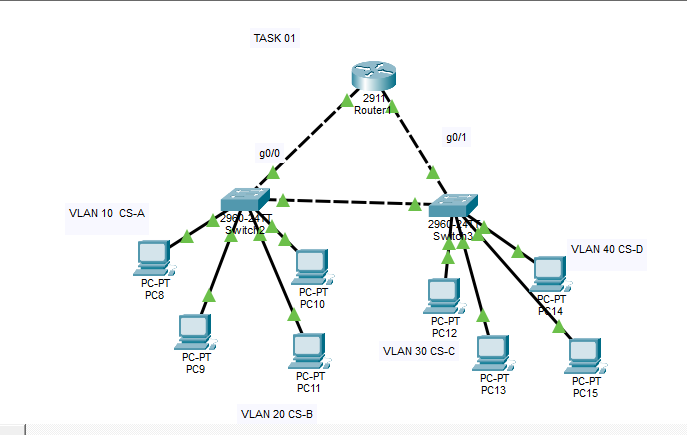 TASK 01
2911
Router1
g0/0
g0/1
2960-24TT
Switch2
2960-24TT
Switch3
VLAN 10 CS-A
VLAN 40 CS-D
PC-PT
PC8
PC-PT
PC10
PC-PT
PC14
PC-PT
PC12
PC-PT
PC9
VLAN 30 CS-C
PC-PT
PC11
PC-PT
PC13
PC-PT
PC15
VLAN 20 CS-B